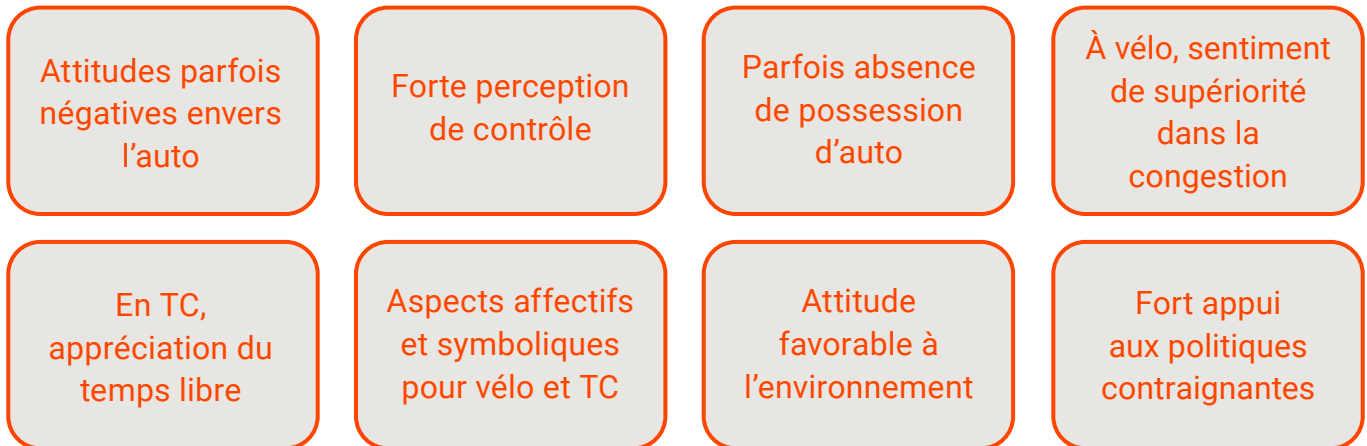 Attitudes parfois
négatives envers
l'auto
Forte perception
de contrôle
Parfois absence
de possession
d'auto
À vélo, sentiment
de supériorité
dans la
congestion
En TC,
appréciation du
temps libre
Aspects affectifs
et symboliques
pour vélo et TC
Attitude
favorable à
l'environnement
Fort appui
aux politiques
contraignantes